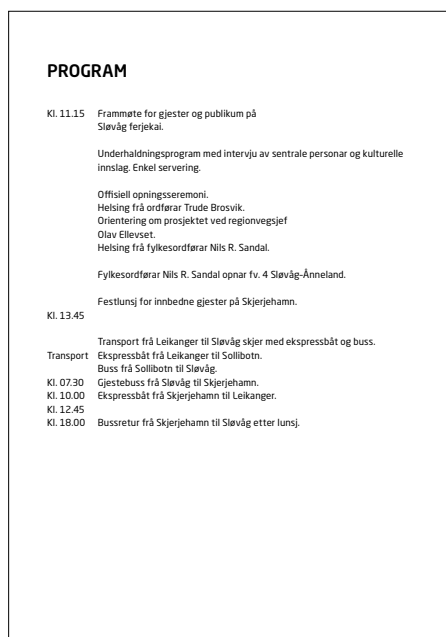 PROGRAM
Kl. 11.15 Frammøte for gjester og publikum på
Sløvåg ferjekai.
Underhaldningsprogram med intervju av sentrale personar og kulturelle
innslag. Enkel servering.
Offisiell opningsseremoni.
Helsing frå ordførar Trude Brosvik.
Orientering om prosjektet ved regionvegsjef
Olav Ellevset.
Helsing frå fylkesordførar Nils R. Sandal.
Fylkesordførar Nils R. Sandal opnar fv. 4 Sløvåg-Ånneland.
Festlunsj for innbedne gjester på Skjerjehamn.
Kl. 13.45
Transport frå Leikanger til Sløvåg skjer med ekspressbåt og buss.
Transport Ekspressbåt frå Leikanger til Sollibotn.
Buss frå Sollibotn til Sløvåg.
Kl. 07.30 Gjestebuss frå Sløvåg til Skjerjehamn.
Kl. 10.00 Ekspressbåt frå Skjerjehamn til Leikanger.
Kl. 12.45
Kl. 18.00 Bussretur frå Skjerjehamn til Sløvåg etter lunsj.